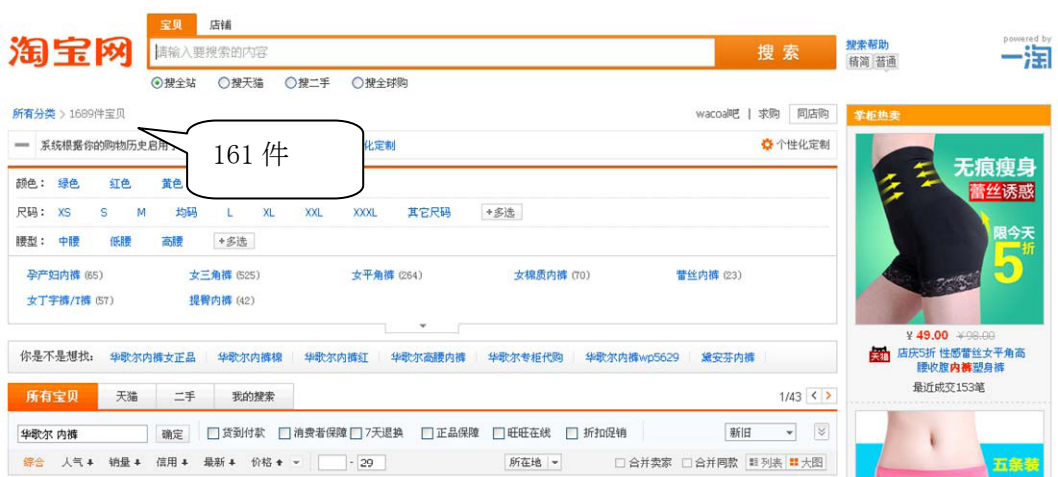 宝贝 店铺
淘宝网
请输入要搜索的内容
搜 索
搜索帮助
精简 普通
powered by
一淘
搜全站 搜天猫 搜二手 搜全球购
所有分类 > 1689件宝贝
wacoal吧 | 求购 同店购
系统根据你的购物历史启用
化定制
个性化定制
161 件
颜色： 绿色 红色 黄色
尺码： XS S M 均码 L XL XXL XXXL 其它尺码 +多选
腰型： 中腰 低腰 高腰 +多选
孕产妇内裤 (65) 女三角裤 (525) 女平角裤 (264) 女棉质内裤 (70) 蕾丝内裤 (23)
女丁字裤/T裤 (57) 提臀内裤 (42)
你是不是想找： 华歌尔内裤女正品 华歌尔内裤棉 华歌尔内裤红 华歌尔高腰内裤 华歌尔专柜代购 华歌尔内裤wp5629 黛安芬内裤
所有宝贝 天猫 二手 我的搜索
1/43 < >
华歌尔 内裤 确定 货到付款 消费者保障 7天退换 正品保障 旺旺在线 折扣促销 新旧
综合 人气 销量 信用 最新 价格 - 29 所在地 合并卖家 合并同款 列表 大图
掌柜热卖
无痕瘦身
蕾丝诱惑
限今天
5折
¥ 49.00 ¥98.00
天猫 店庆5折 性感蕾丝女平角高
腰收腹内裤塑身裤
最近成交153笔
五条装